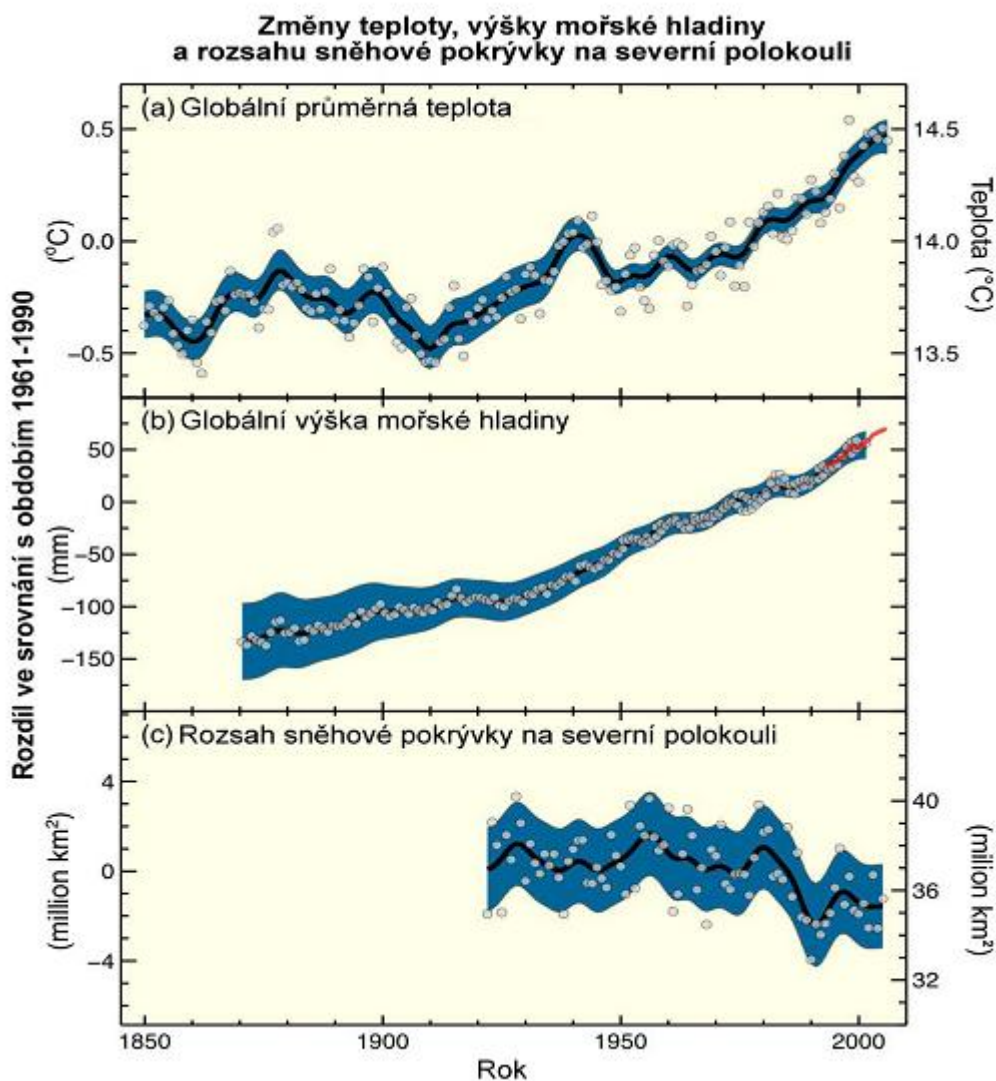 Změny teploty, výšky mořské hladiny
a rozsahu sněhové pokrývky na severní polokouli
Rozdíl ve srovnání s obdobím 1961-1990
(a) Globální průměrná teplota
(ºC)
0.5
0.0
−0.5
14.5
14.0
13.5
Teplota (°C)
(b) Globální výška mořské hladiny
(mm)
50
0
−50
−100
−150
(c) Rozsah sněhové pokrývky na severní polokouli
(million km²)
4
0
−4
40
36
32
(milion km²)
1850
1900
1950
2000
Rok